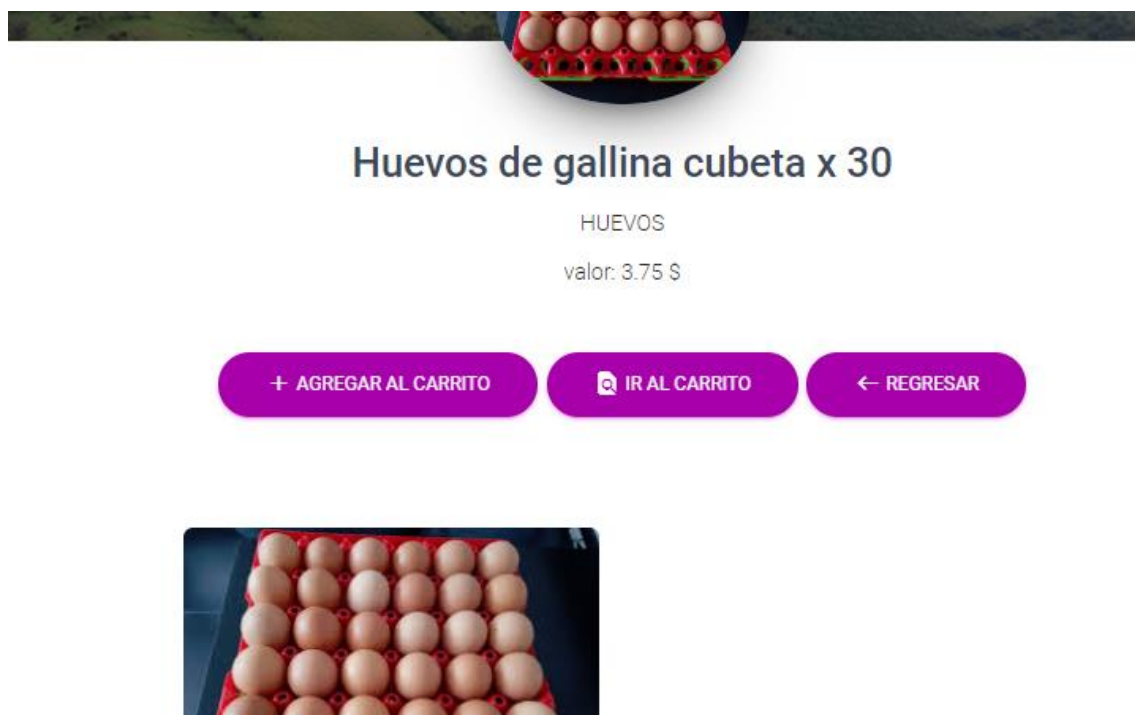 Huevos de gallina cubeta x 30
HUEVOS
valor: 3.75 $
AGREGAR AL CARRITO
IR AL CARRITO
REGRESAR